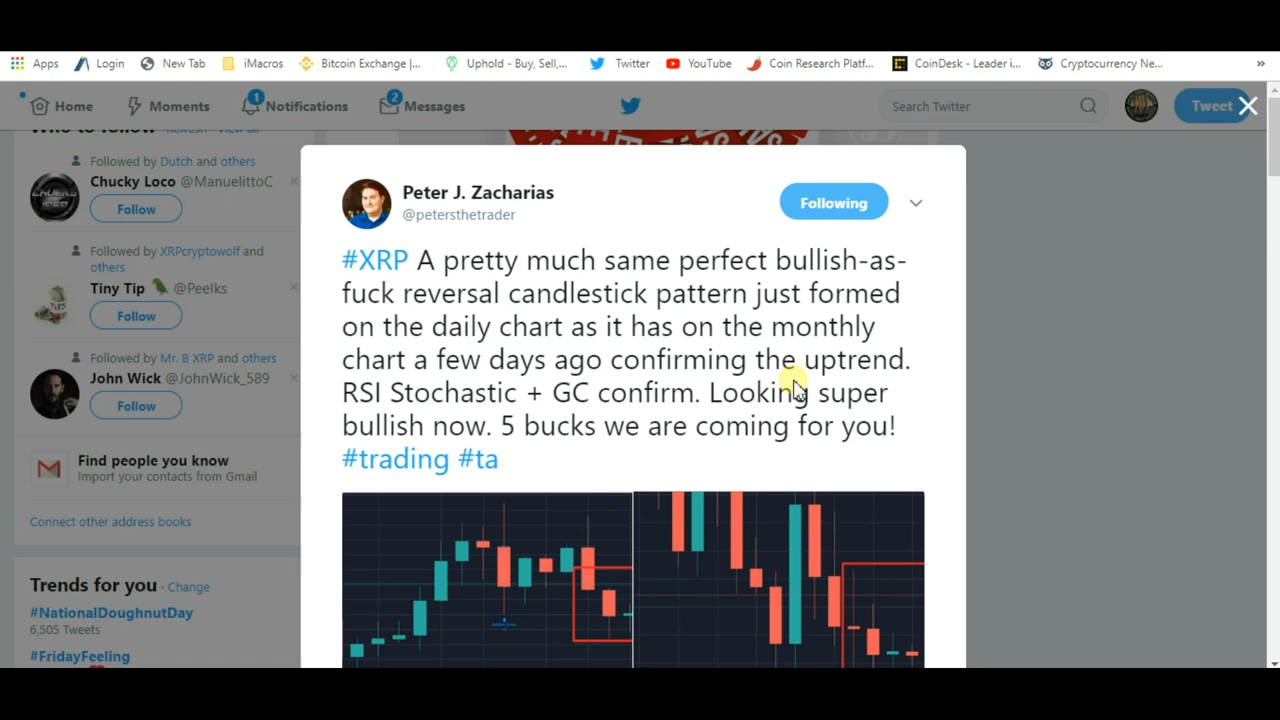 Apps
Login
New Tab
iMacros
Bitcoin Exchange |...
Uphold - Buy, Sell,...
Twitter
YouTube
Coin Research Platf...
CoinDesk - Leader i...
Cryptocurrency Ne...
»
Home
Moments
1
Notifications
2
Messages
Search Twitter
Tweet
Who to follow · Refresh · View all
Followed by Dutch and others
Chucky Loco @ManuelittoC
Follow
Followed by XRPcryptowolf and
others
Tiny Tip @Peelks
Follow
Followed by Mr. B XRP and others
John Wick @JohnWick_589
Follow
Find people you know
Import your contacts from Gmail
Connect other address books
Trends for you · Change
#NationalDoughnutDay
6,505 Tweets
#FridayFeeling
Peter J. Zacharias
@petersthetrader
Following
#XRP A pretty much same perfect bullish-as-
fuck reversal candlestick pattern just formed
on the daily chart as it has on the monthly
chart a few days ago confirming the uptrend.
RSI Stochastic + GC confirm. Looking super
bullish now. 5 bucks we are coming for you!
#trading #ta